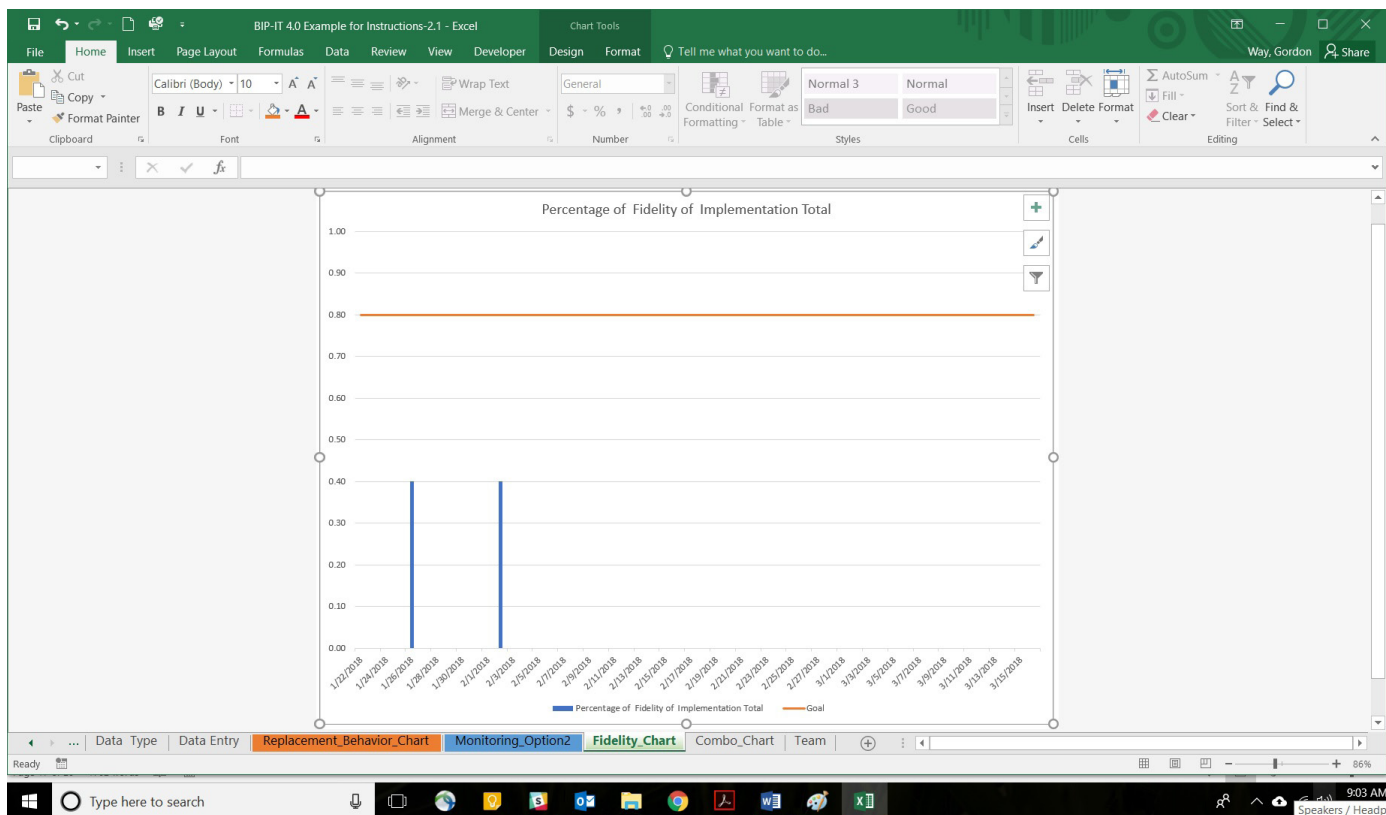 BIP-IT 4.0 Example for Instructions-2.1 - Excel
Chart Tools
File Home Insert Page Layout Formulas Data Review View Developer Design Format Tell me what you want to do... Way, Gordon Share
Paste
Cut
Copy
Format Painter
Clipboard
Calibri (Body) 10 A A
B I U A
Font
Wrap Text
Merge & Center
Alignment
General
$ % ,
Number
Conditional Formatting
Format as Table
Normal 3 Normal
Bad Good
Styles
Insert Delete Format
Cells
AutoSum
Fill
Clear
Sort & Filter
Find & Select
Editing
fx
Percentage of Fidelity of Implementation Total
1.00
0.90
0.80
0.70
0.60
0.50
0.40
0.30
0.20
0.10
0.00
1/22/2018 1/24/2018 1/26/2018 1/28/2018 1/30/2018 2/1/2018 2/3/2018 2/5/2018 2/7/2018 2/9/2018 2/11/2018 2/13/2018 2/15/2018 2/17/2018 2/19/2018 2/21/2018 2/23/2018 2/25/2018 2/27/2018 3/1/2018 3/3/2018 3/5/2018 3/7/2018 3/9/2018 3/11/2018 3/13/2018 3/15/2018
Percentage of Fidelity of Implementation Total Goal
... Data Type Data Entry Replacement_Behavior_Chart Monitoring_Option2 Fidelity_Chart Combo_Chart Team
Ready 86%
Type here to search
9:03 AM
Speakers / Headp